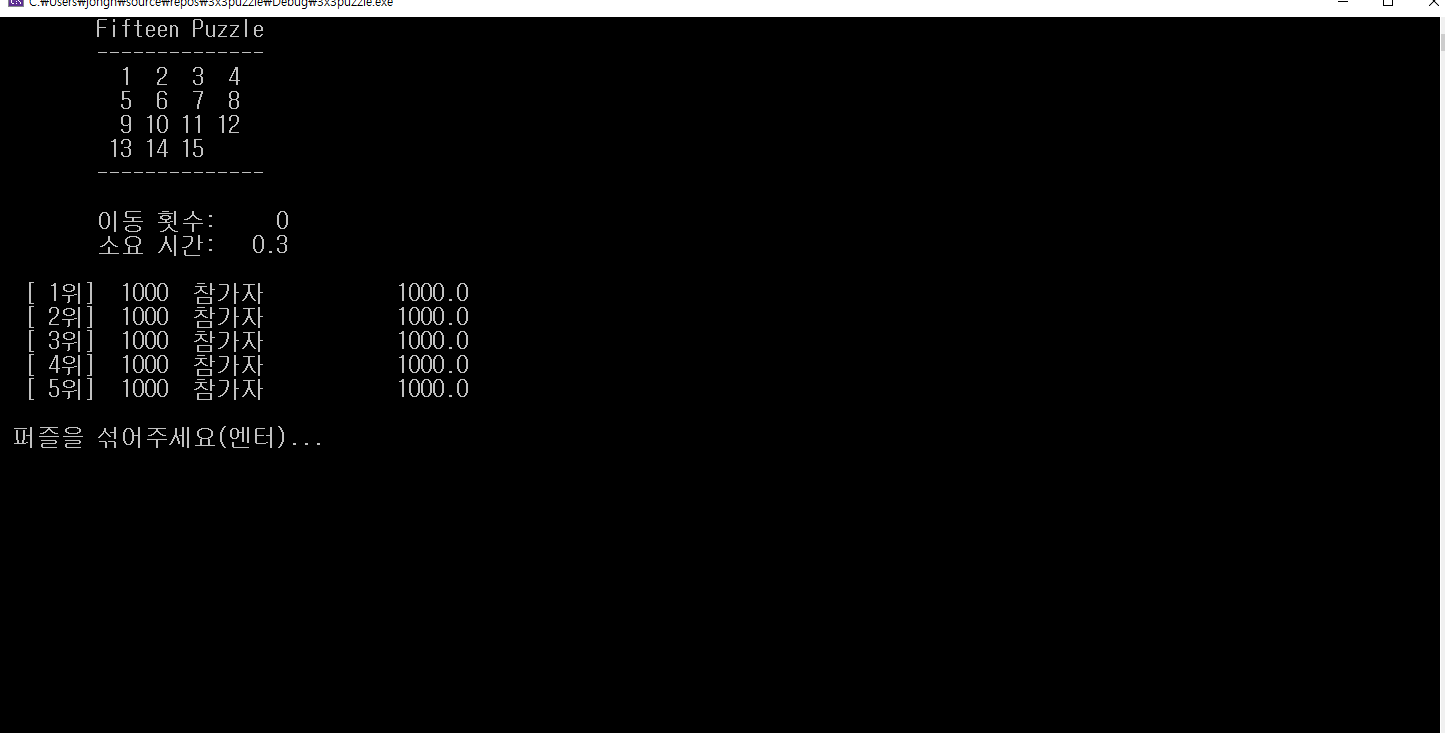 C:₩Users₩jongh₩source₩repos₩3x3puzzle₩Debug₩3x3puzzle.exe
Fifteen Puzzle
--------------
1 2 3 4
5 6 7 8
9 10 11 12
13 14 15
--------------
이동 횟수: 0
소요 시간: 0.3
[ 1위] 1000 참가자 1000.0
[ 2위] 1000 참가자 1000.0
[ 3위] 1000 참가자 1000.0
[ 4위] 1000 참가자 1000.0
[ 5위] 1000 참가자 1000.0
퍼즐을 섞어주세요(엔터)...